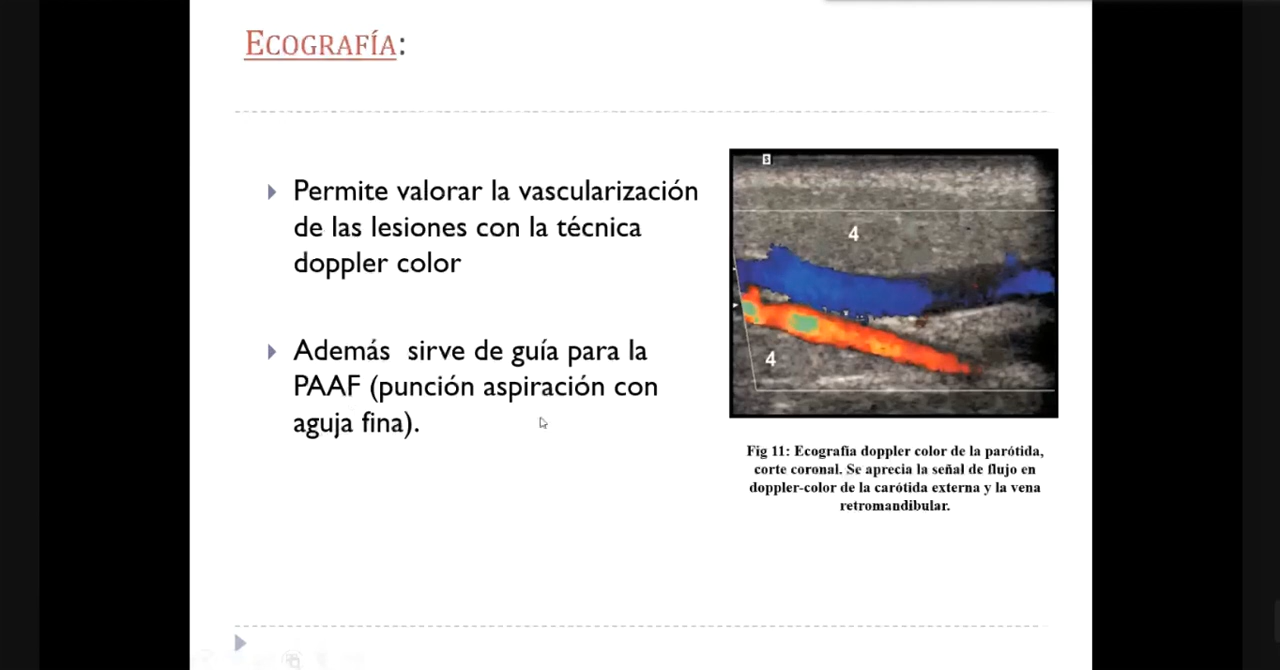 ECOGRAFÍA:
Permite valorar la vascularización
de las lesiones con la técnica
doppler color
Además sirve de guía para la
PAAF (punción aspiración con
aguja fina).
S
4
4
Fig 11: Ecografía doppler color de la parótida,
corte coronal. Se aprecia la señal de flujo en
doppler-color de la carótida externa y la vena
retromandibular.